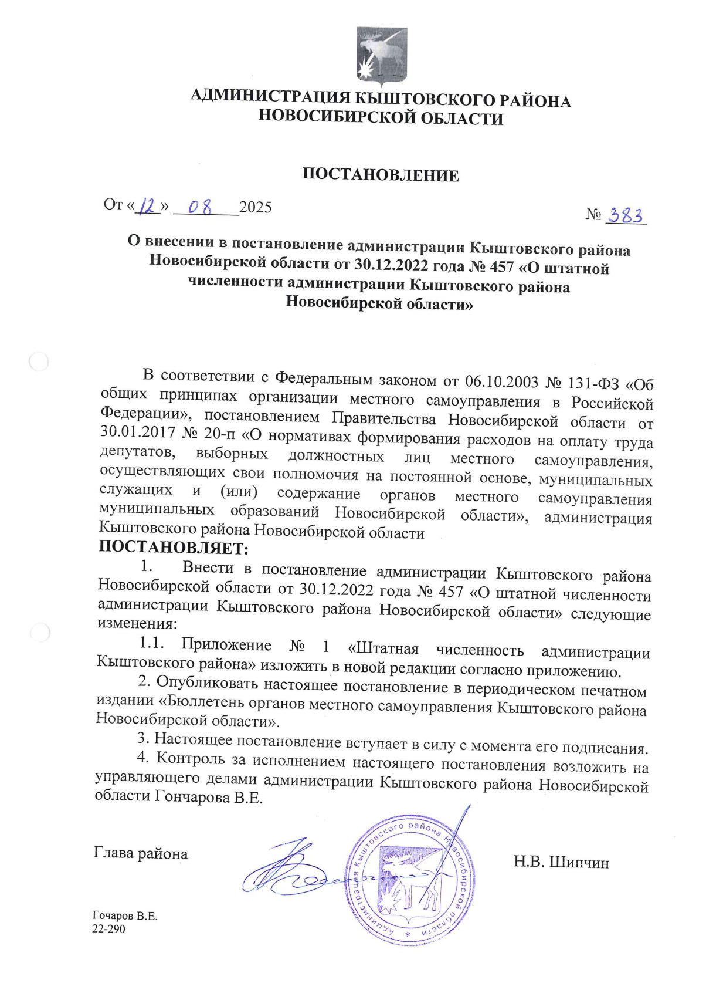 АДМИНИСТРАЦИЯ КЫШТОВСКОГО РАЙОНА
НОВОСИБИРСКОЙ ОБЛАСТИ
ПОСТАНОВЛЕНИЕ
От «12» 08 2025
№ 383
О внесении в постановление администрации Кыштовского района
Новосибирской области от 30.12.2022 года № 457 «О штатной
численности администрации Кыштовского района
Новосибирской области»
В соответствии с Федеральным законом от 06.10.2003 № 131-ФЗ «Об
общих принципах организации местного самоуправления в Российской
Федерации», постановлением Правительства Новосибирской области от
30.01.2017 № 20-п «О нормативах формирования расходов на оплату труда
депутатов, выборных должностных лиц местного самоуправления,
осуществляющих свои полномочия на постоянной основе, муниципальных
служащих и (или) содержание органов местного самоуправления
муниципальных образований Новосибирской области», администрация
Кыштовского района Новосибирской области
ПОСТАНОВЛЯЕТ:
1. Внести в постановление администрации Кыштовского района
Новосибирской области от 30.12.2022 года № 457 «О штатной численности
администрации Кыштовского района Новосибирской области» следующие
изменения:
1.1. Приложение № 1 «Штатная численность администрации
Кыштовского района» изложить в новой редакции согласно приложению.
2. Опубликовать настоящее постановление в периодическом печатном
издании «Бюллетень органов местного самоуправления Кыштовского района
Новосибирской области».
3. Настоящее постановление вступает в силу с момента его подписания.
4. Контроль за исполнением настоящего постановления возложить на
управляющего делами администрации Кыштовского района Новосибирской
области Гончарова В.Е.
Глава района
Администрация Кыштовского района Новосибирской области *
Н.В. Шипчин
Гочаров В.Е.
22-290